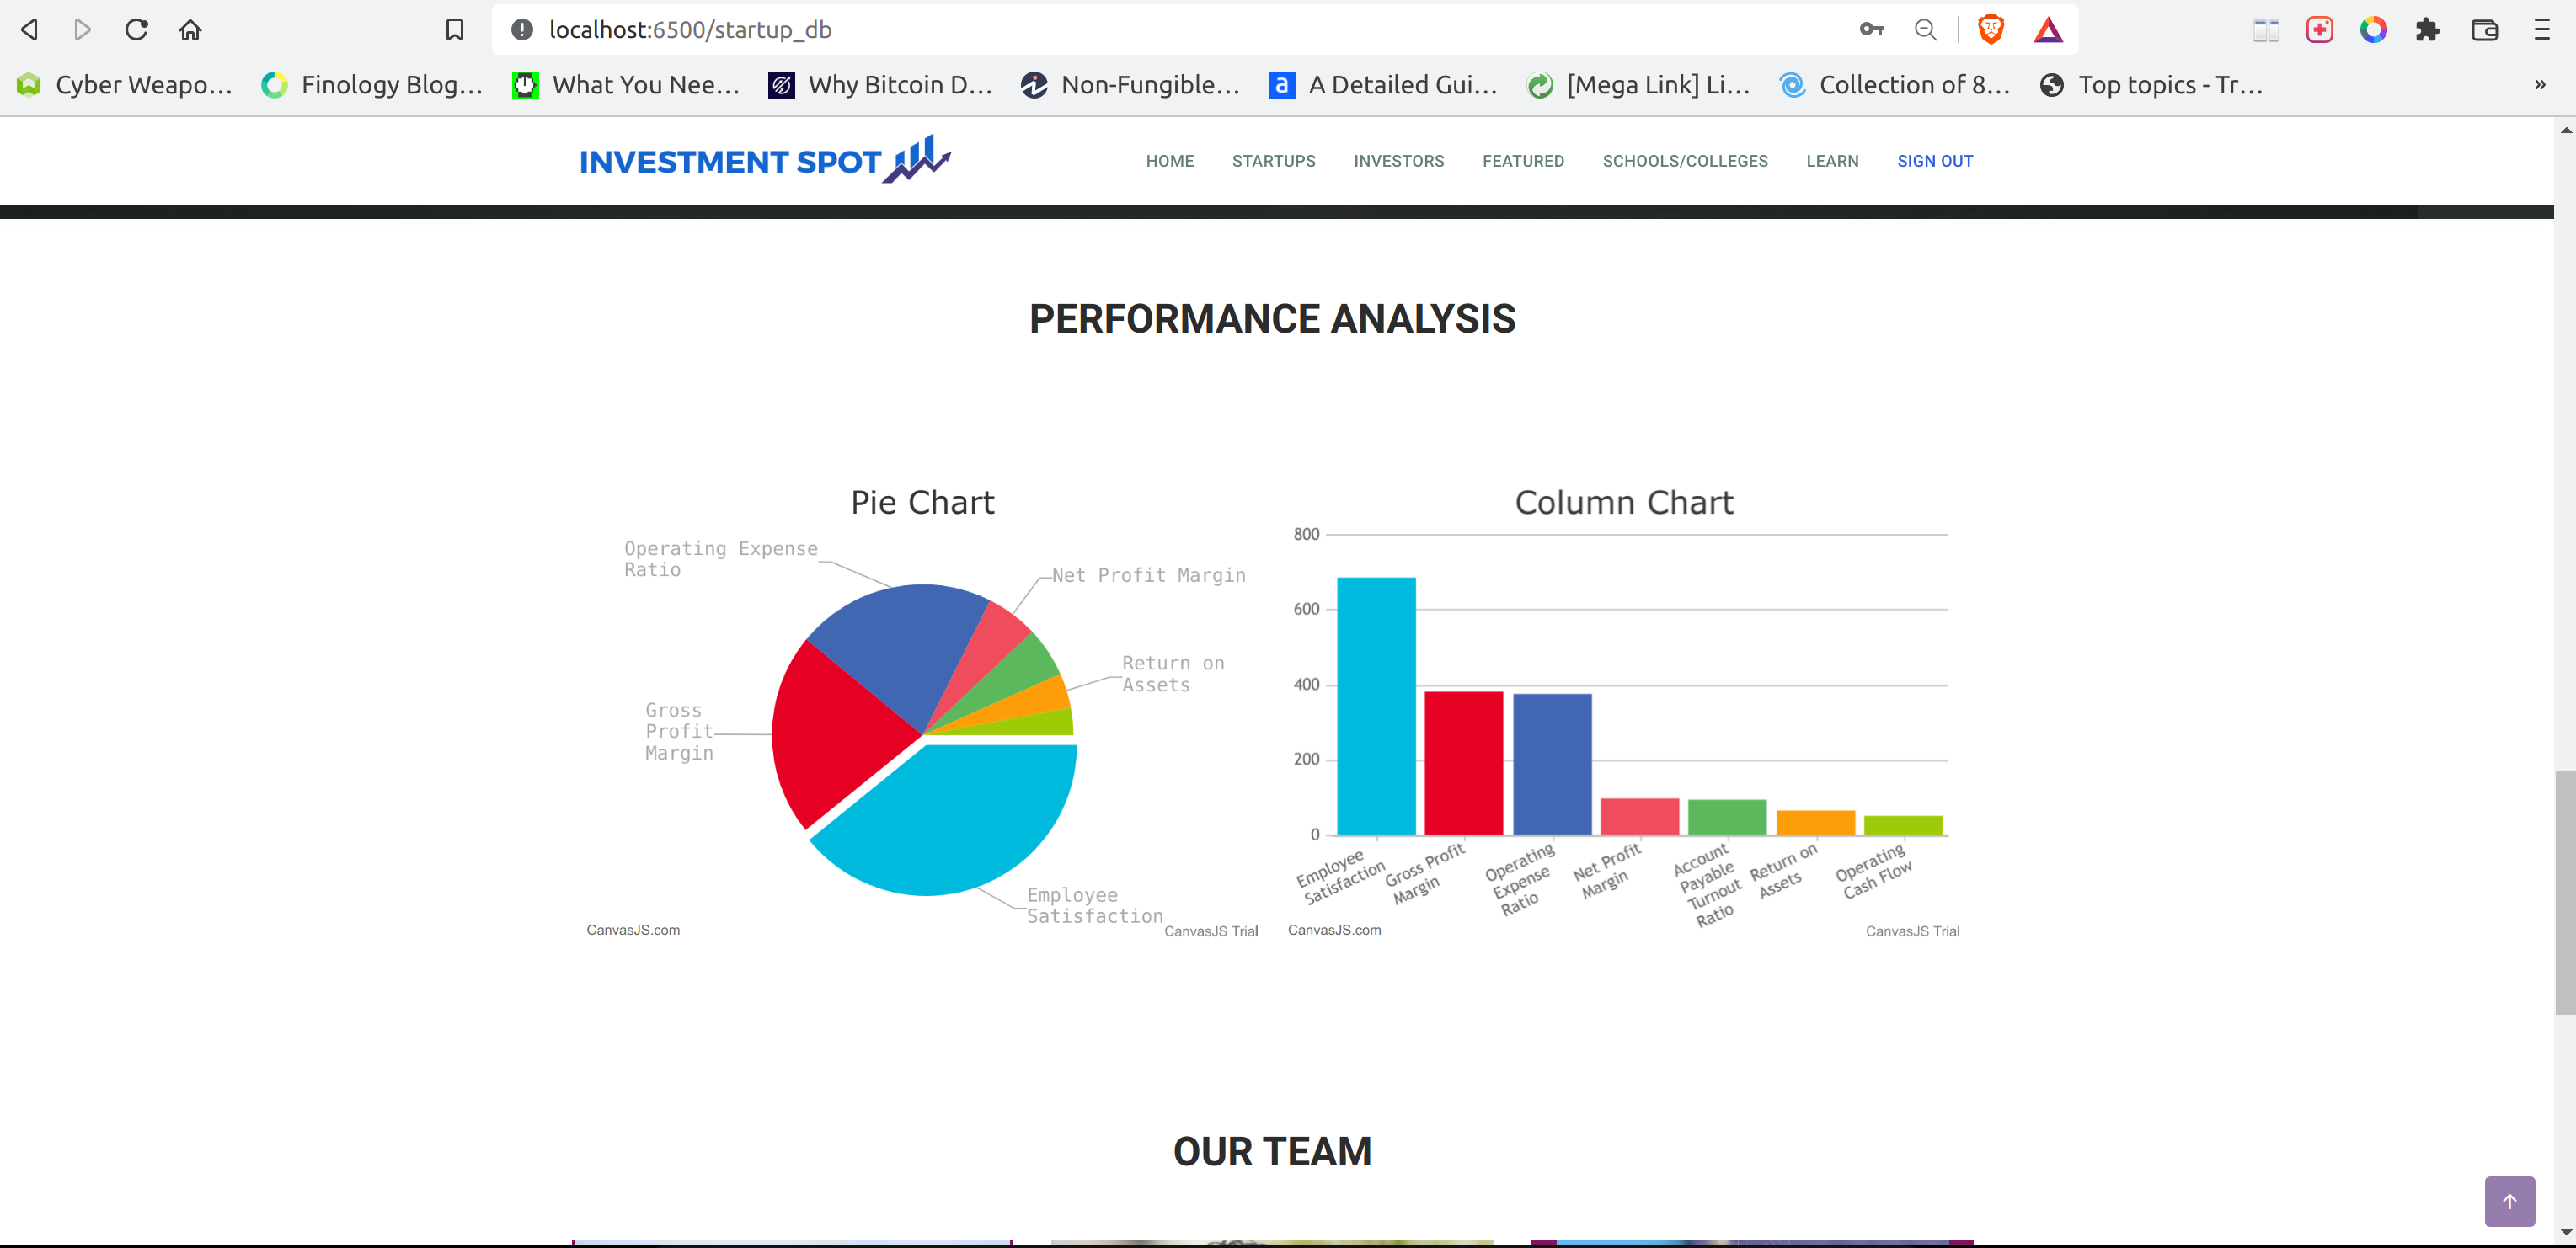 localhost:6500/startup_db
Cyber Weapo... Finology Blog... What You Nee... Why Bitcoin D... Non-Fungible... A Detailed Gui... [Mega Link] Li... Collection of 8... Top topics - Tr... »
INVESTMENT SPOT HOME STARTUPS INVESTORS FEATURED SCHOOLS/COLLEGES LEARN SIGN OUT
PERFORMANCE ANALYSIS
Pie Chart
Operating Expense
Ratio
Net Profit Margin
Return on
Assets
Gross
Profit
Margin
Employee
Satisfaction
CanvasJS.com
CanvasJS Trial
Column Chart
800
600
400
200
0
Employee
Satisfaction
Gross Profit
Margin
Operating
Expense
Ratio
Net Profit
Margin
Account
Payable
Turnout
Ratio
Return on
Assets
Operating
Cash Flow
CanvasJS.com
CanvasJS Trial
OUR TEAM